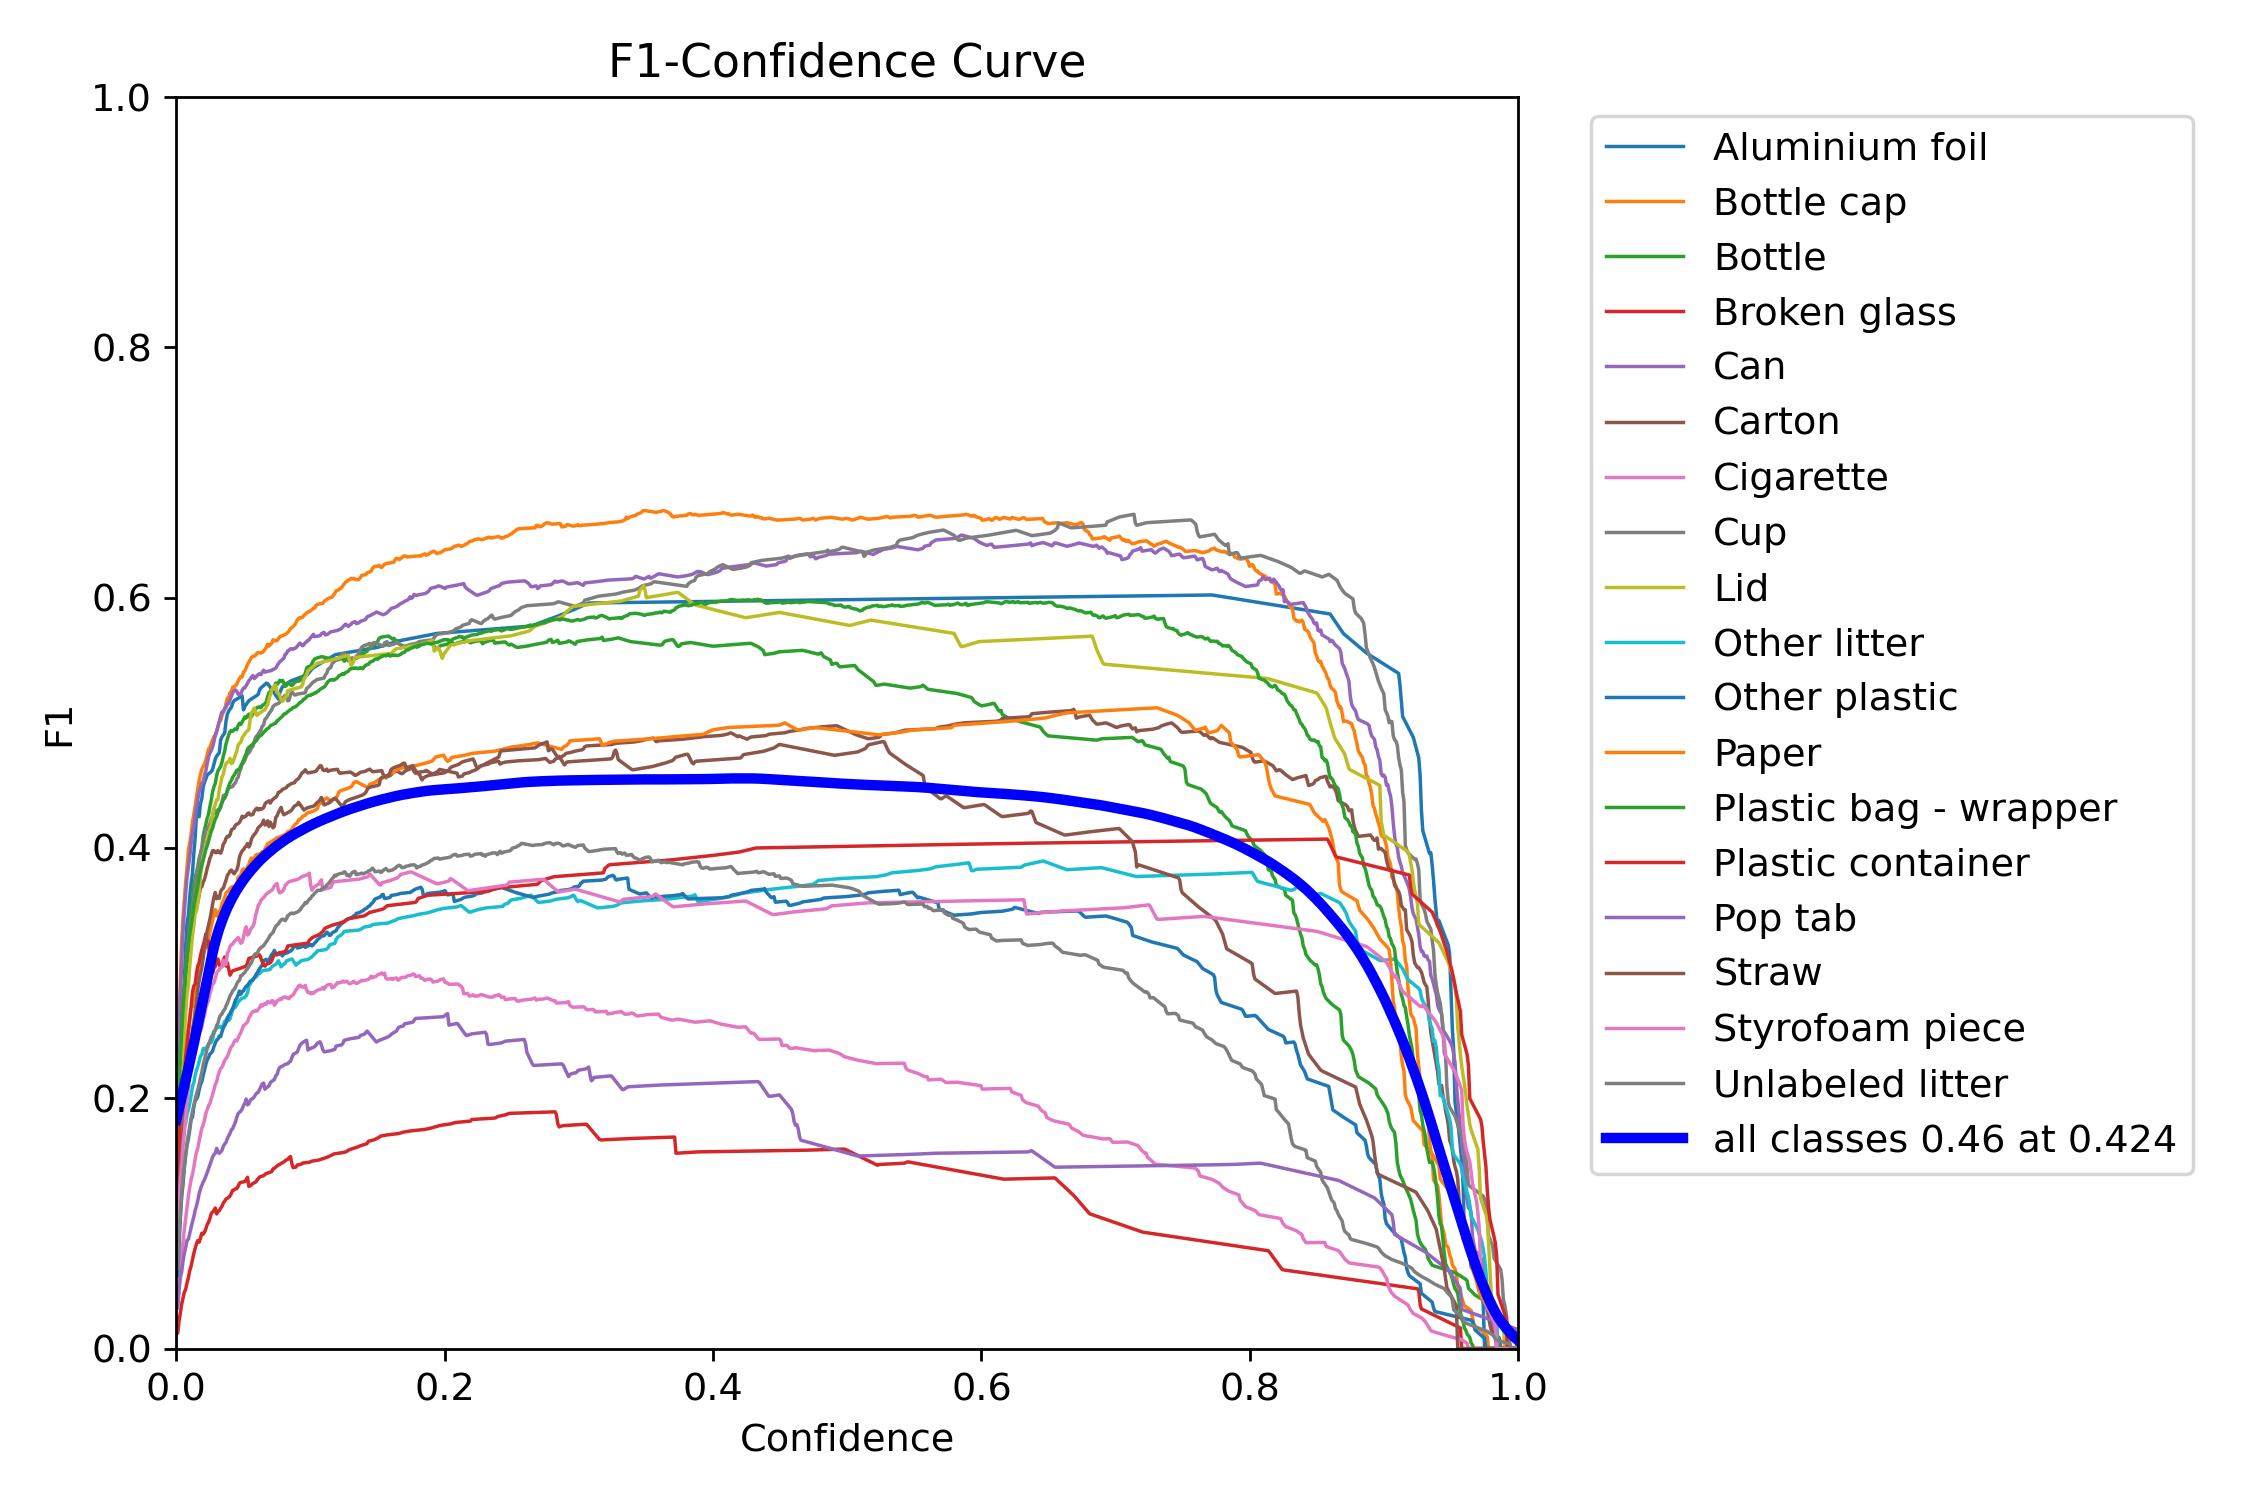 F1-Confidence Curve
1.0
0.8
0.6
0.4
0.2
0.0
F1
0.0 0.2 0.4 0.6 0.8 1.0
Confidence
Aluminium foil
Bottle cap
Bottle
Broken glass
Can
Carton
Cigarette
Cup
Lid
Other litter
Other plastic
Paper
Plastic bag - wrapper
Plastic container
Pop tab
Straw
Styrofoam piece
Unlabeled litter
all classes 0.46 at 0.424